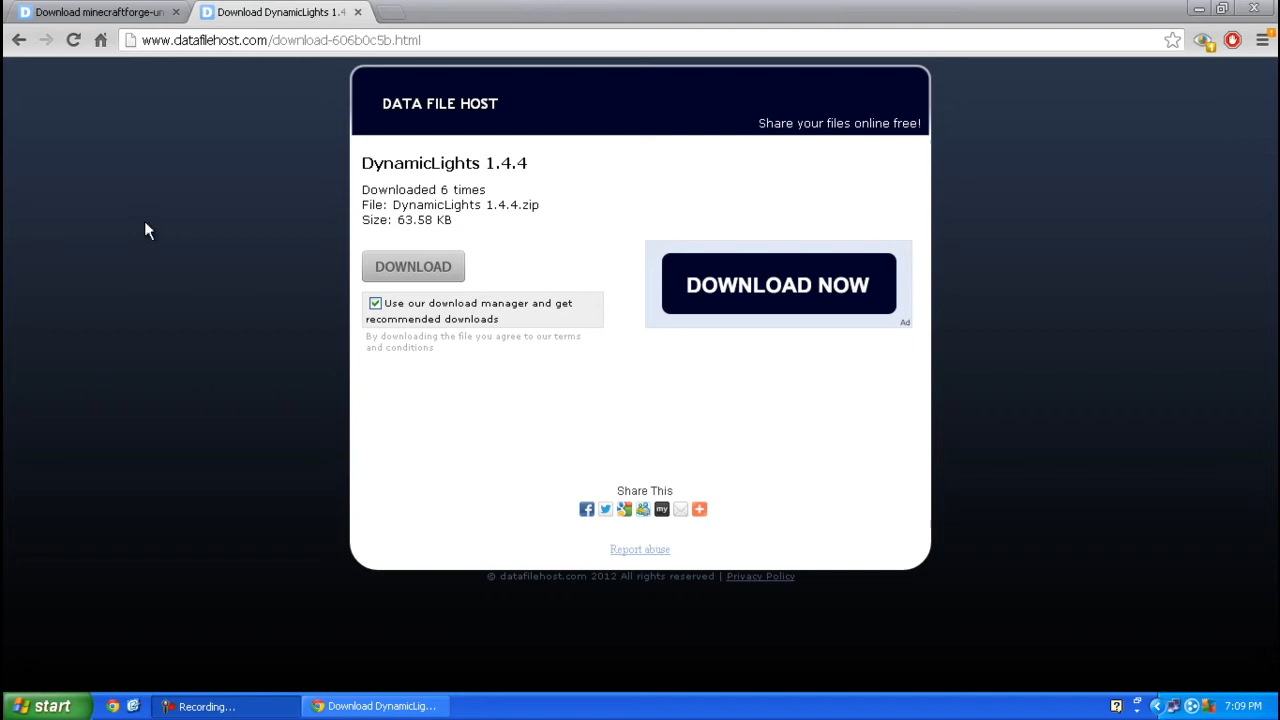 Download minecraftforge-un
Download DynamicLights 1.4
www.datafilehost.com/download-606b0c5b.html
DATA FILE HOST
Share your files online free!
DynamicLights 1.4.4
Downloaded 6 times
File: DynamicLights 1.4.4.zip
Size: 63.58 KB
DOWNLOAD
DOWNLOAD NOW
Ad
Use our download manager and get
recommended downloads
By downloading the file you agree to our terms
and conditions
Share This
my
Report abuse
© datafilehost.com 2012 All rights reserved | Privacy Policy
start
Recording...
Download DynamicLig...
7:09 PM